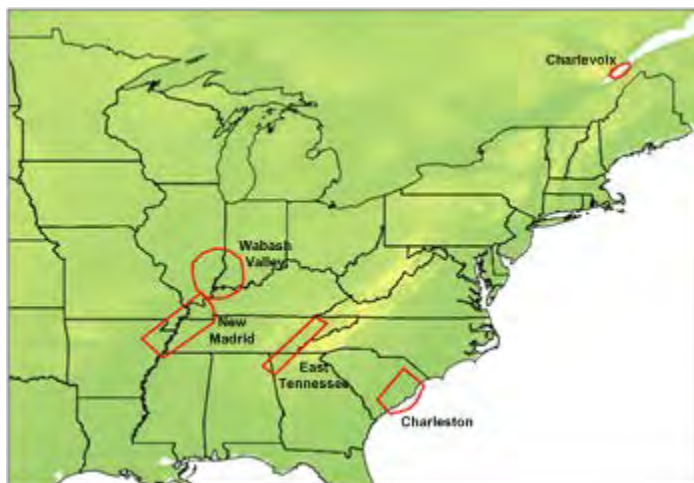 Charlevoix
Wabash
Valley
New
Madrid
East
Tennessee
Charleston